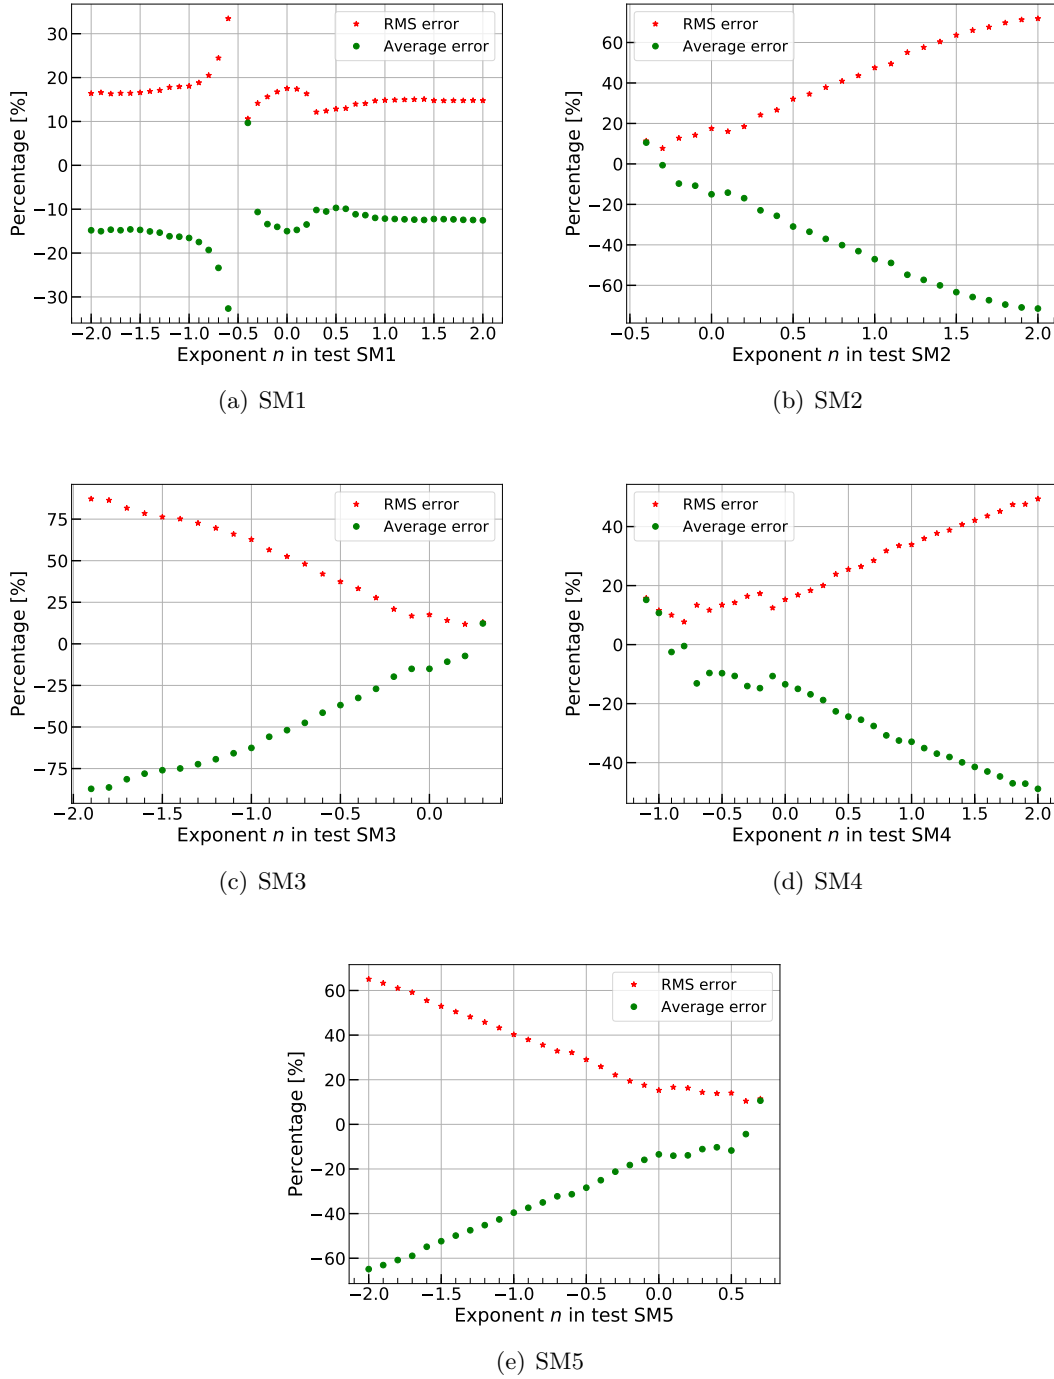 RMS error
Average error
30
20
10
0
−10
−20
−30
Percentage [%]
−2.0 −1.5 −1.0 −0.5 0.0 0.5 1.0 1.5 2.0
Exponent n in test SM1
(a) SM1
RMS error
Average error
60
40
20
0
−20
−40
−60
Percentage [%]
−0.5 0.0 0.5 1.0 1.5 2.0
Exponent n in test SM2
(b) SM2
RMS error
Average error
75
50
25
0
−25
−50
−75
Percentage [%]
−2.0 −1.5 −1.0 −0.5 0.0
Exponent n in test SM3
(c) SM3
RMS error
Average error
40
20
0
−20
−40
Percentage [%]
−1.0 −0.5 0.0 0.5 1.0 1.5 2.0
Exponent n in test SM4
(d) SM4
RMS error
Average error
60
40
20
0
−20
−40
−60
Percentage [%]
−2.0 −1.5 −1.0 −0.5 0.0 0.5
Exponent n in test SM5
(e) SM5